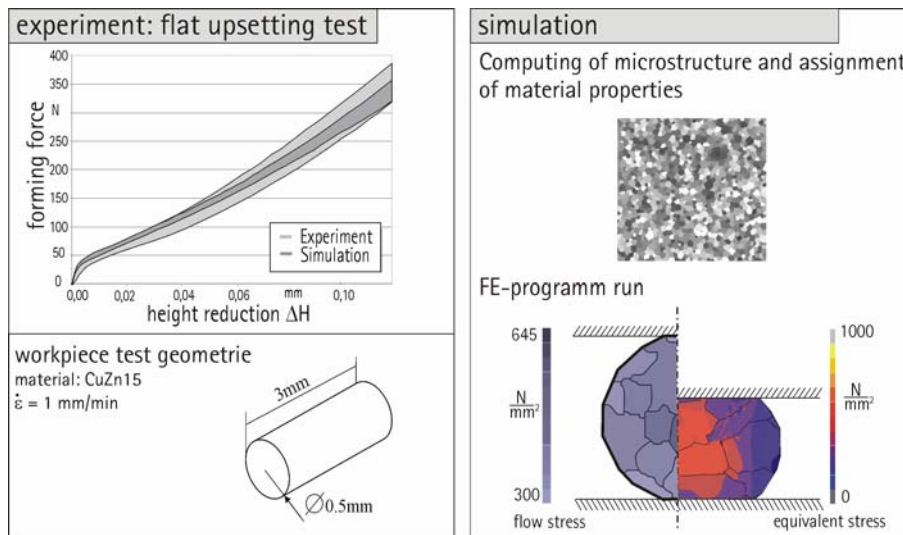 experiment: flat upsetting test
400
350
N
300
250
200
150
100
50
0
forming force
Experiment
Simulation
0,00
0,02
0,04
0,06
mm
0,10
height reduction ΔH
workpiece test geometrie
material: CuZn15
ε̇ = 1 mm/min
3mm
Ø0.5mm
simulation
Computing of microstructure and assignment
of material properties
FE-programm run
645
N
mm²
300
flow stress
1000
N
mm²
0
equivalent stress